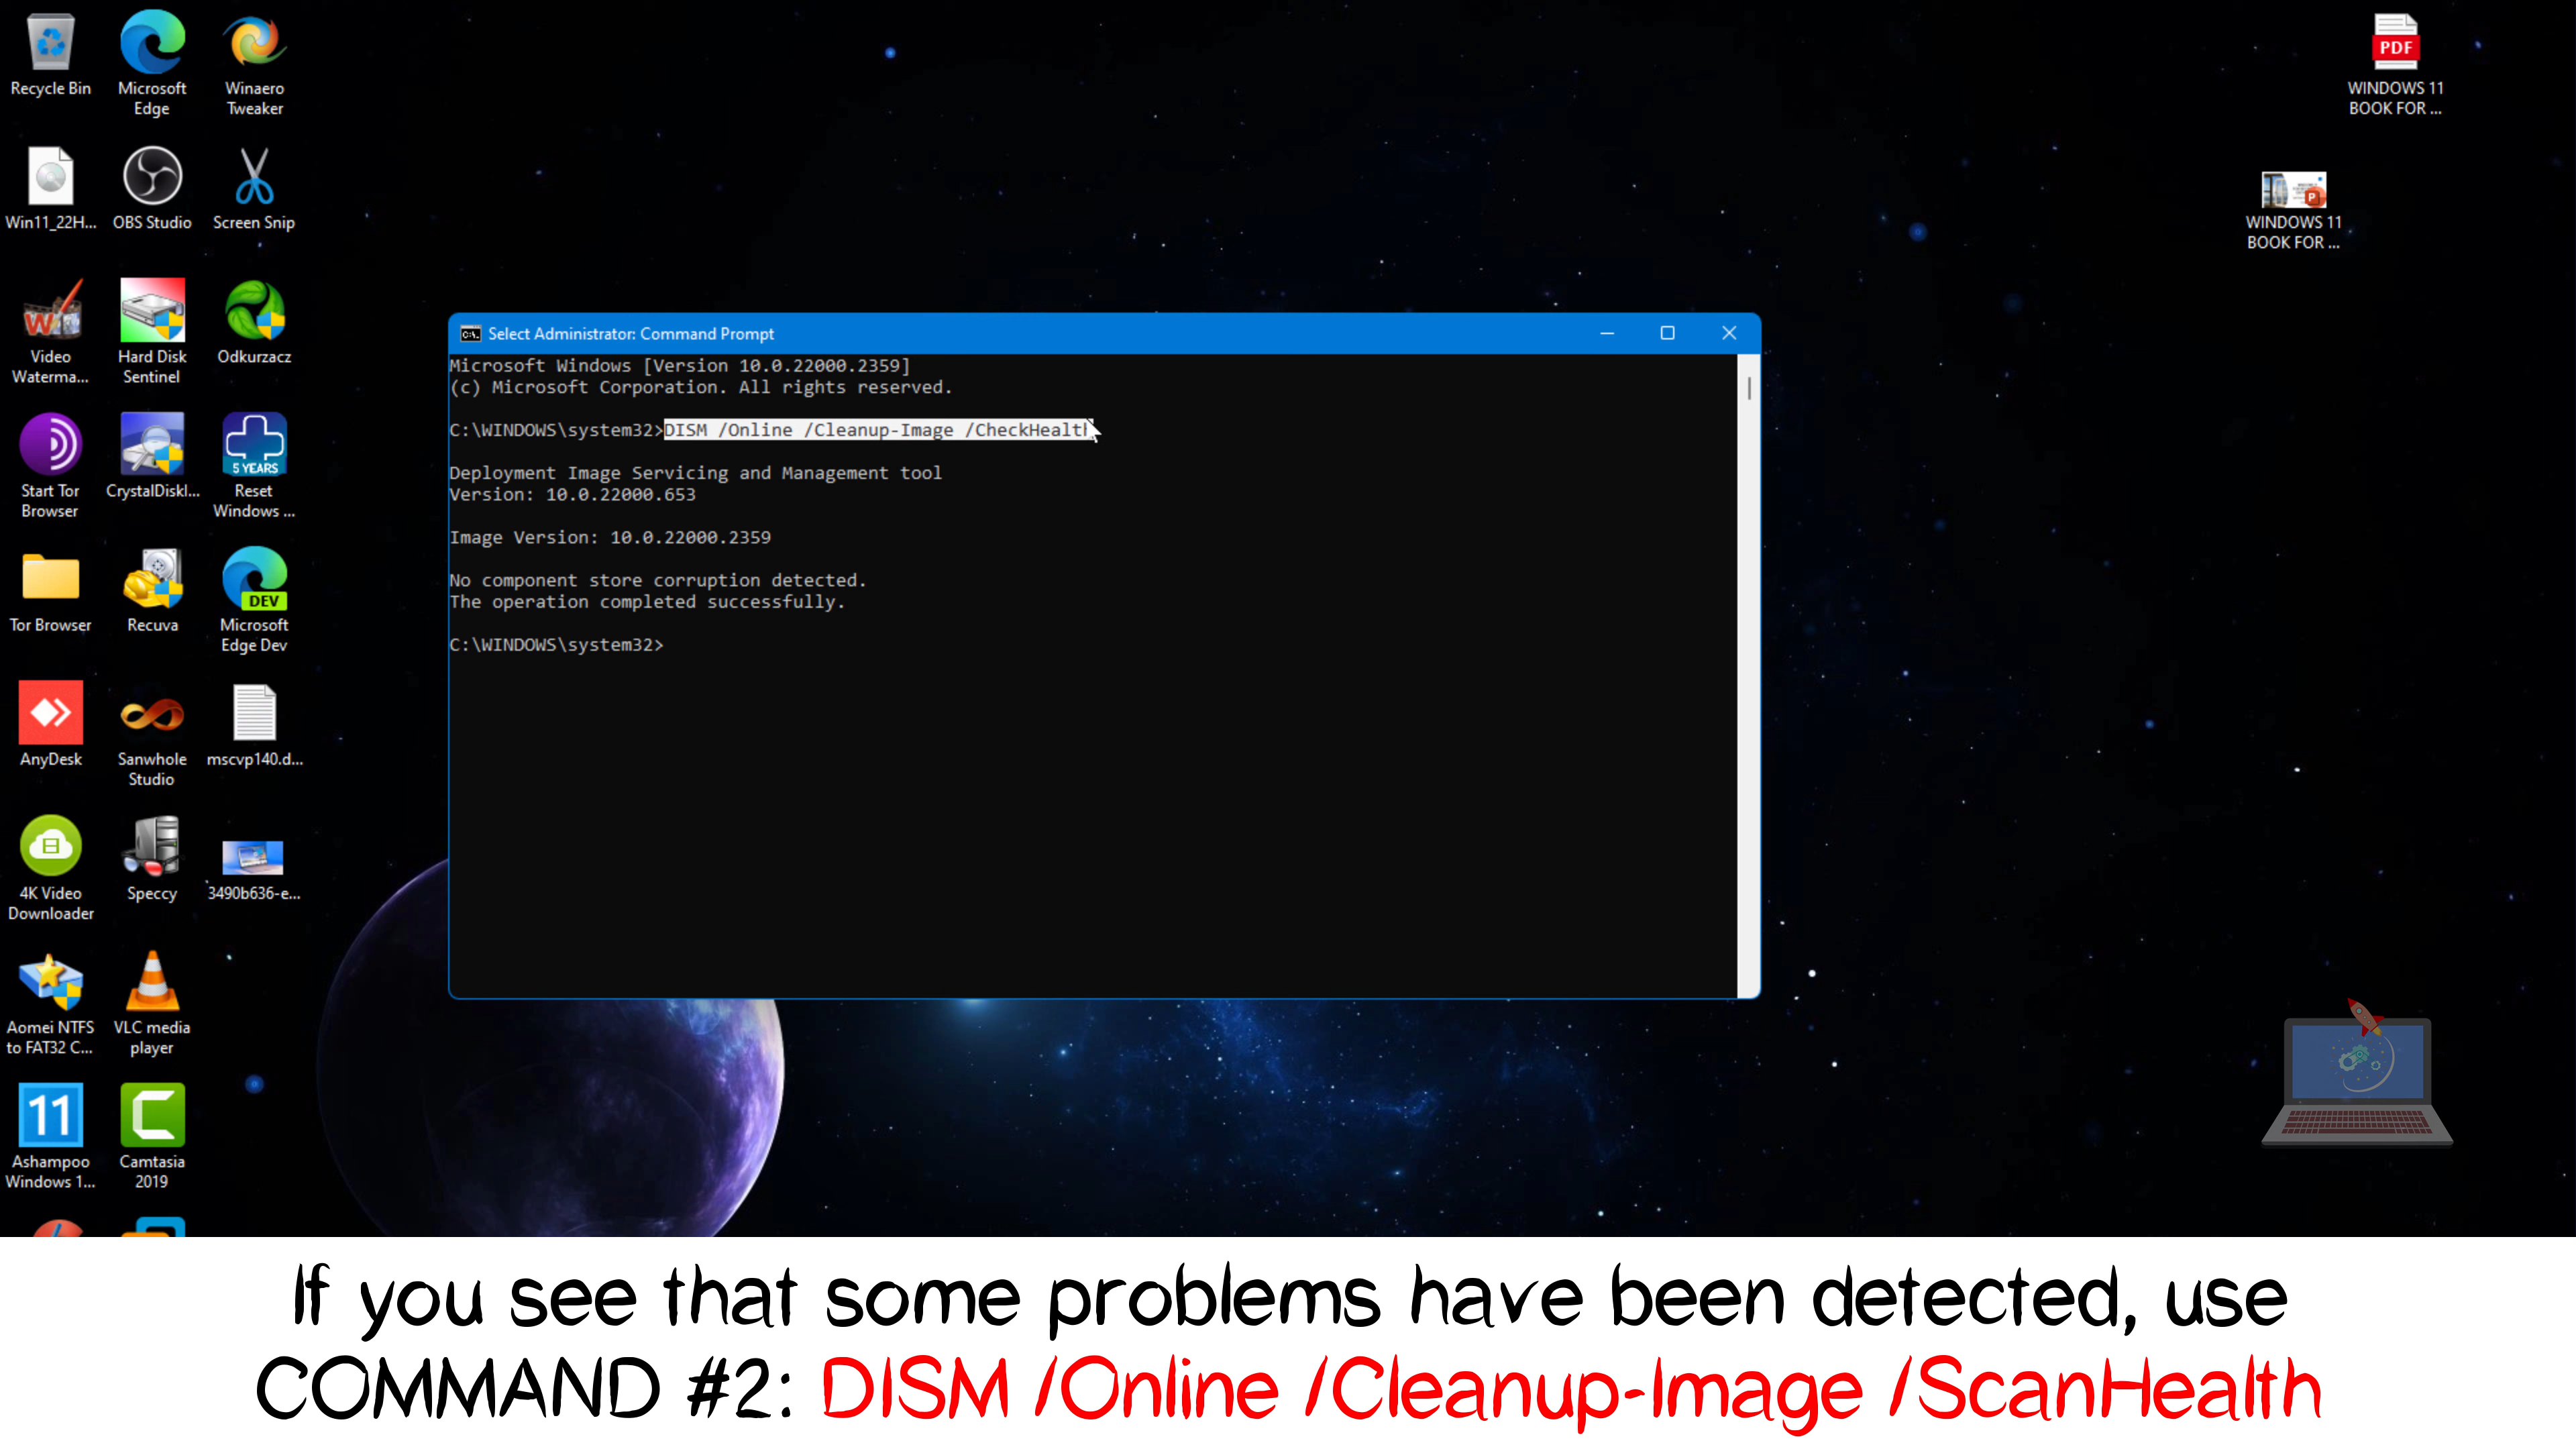 Recycle Bin
Microsoft
Edge
Winaero
Tweaker
Win11_22H...
OBS Studio
Screen Snip
Video
Waterma...
Hard Disk
Sentinel
Odkurzacz
Start Tor
Browser
CrystalDiskI...
5 YEARS
Reset
Windows ...
Tor Browser
Recuva
DEV
Microsoft
Edge Dev
AnyDesk
Sanwhole
Studio
mscvp140.d...
4K Video
Downloader
Speccy
3490b636-e...
Aomei NTFS
to FAT32 C...
VLC media
player
11
Ashampoo
Windows 1...
Camtasia
2019
PDF
WINDOWS 11
BOOK FOR ...
P
WINDOWS 11
BOOK FOR ...
Select Administrator: Command Prompt
Microsoft Windows [Version 10.0.22000.2359]
(c) Microsoft Corporation. All rights reserved.
C:\WINDOWS\system32>DISM /Online /Cleanup-Image /CheckHealth
Deployment Image Servicing and Management tool
Version: 10.0.22000.653
Image Version: 10.0.22000.2359
No component store corruption detected.
The operation completed successfully.
C:\WINDOWS\system32>
If you see that some problems have been detected, use
COMMAND #2: DISM /Online /Cleanup-Image /ScanHealth